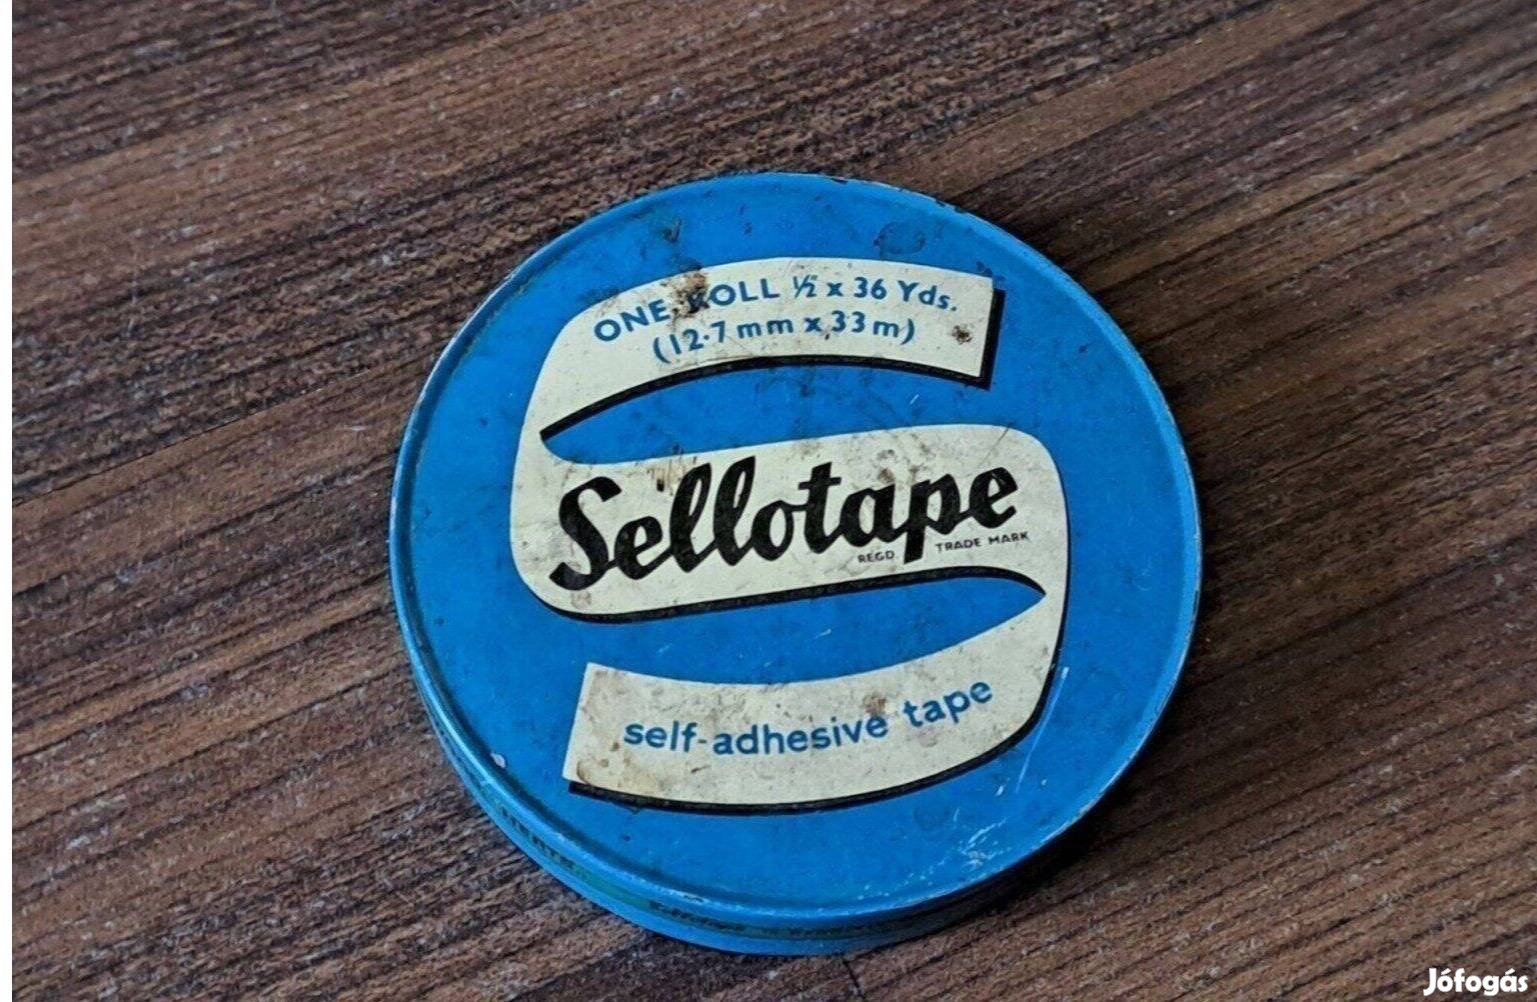 ONE ROLL ½" x 36 Yds.
(12·7 mm x 33 m)
Sellotape
REGD. TRADE MARK
self-adhesive tape
Jófogás